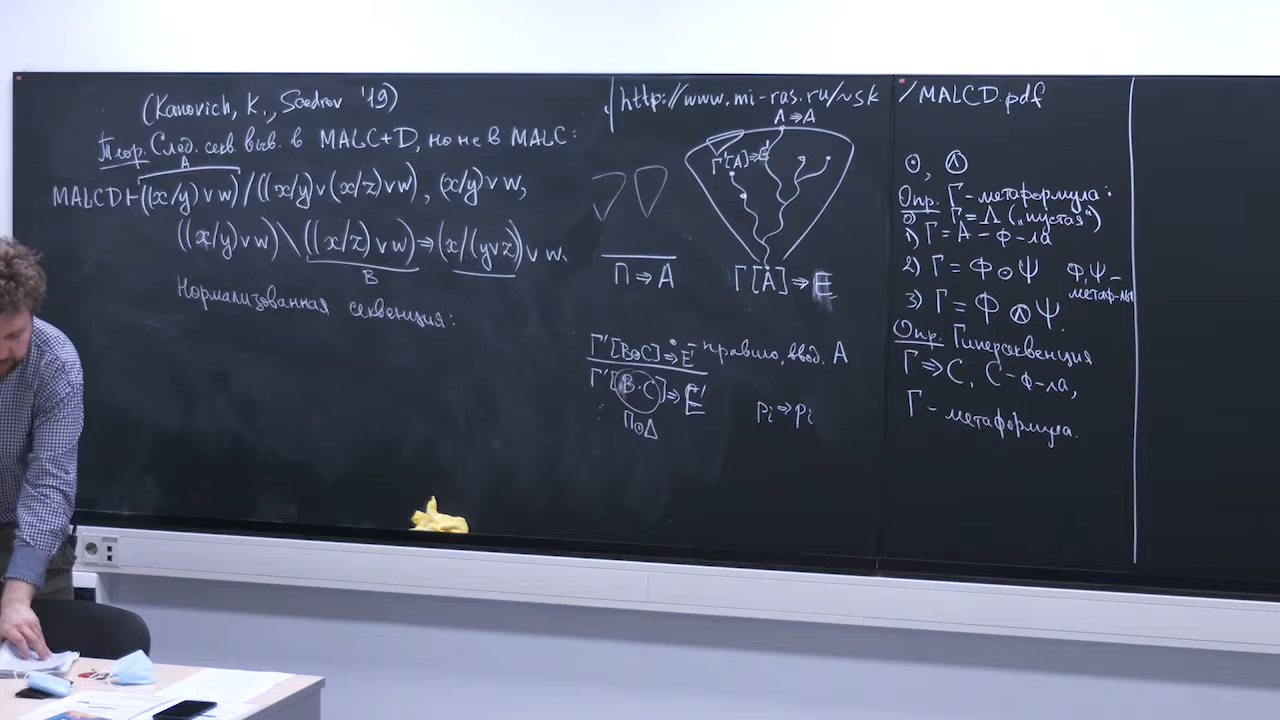 (Kanovich, K., Scedrov '19)
Теор. След. секв. выв. в MALC+D, но не в MALC:
A
MALCD ⊢ ((x/y)∨w) / ((x/y)∨(x/z)∨w), (x/y)∨w,
((x/y)∨w) \ ((x/z)∨w) ⇒ (x/(y∨z))∨w.
B
Нормализованная секвенция:
http://www.mi-ras.ru/~sk/MALCD.pdf
A ⇒ A
Γ'[A] ⇒ E'
Π ⇒ A
Γ[A] ⇒ E
Γ'[B⊙C] ⇒ E' - правило, ввод. A
Γ'[B·C] ⇒ E'
Π⊙Δ
pᵢ ⇒ pᵢ
⊙, Ⓐ
Опр. Γ - метаформула:
0) Γ = Λ („пустая“)
1) Γ = A - ф-ла
2) Γ = Φ ⊙ Ψ Φ, Ψ - метаф-лы
3) Γ = Φ Ⓐ Ψ.
Опр. Гиперсеквенция
Γ ⇒ C, C - ф-ла,
Γ - метаформула.